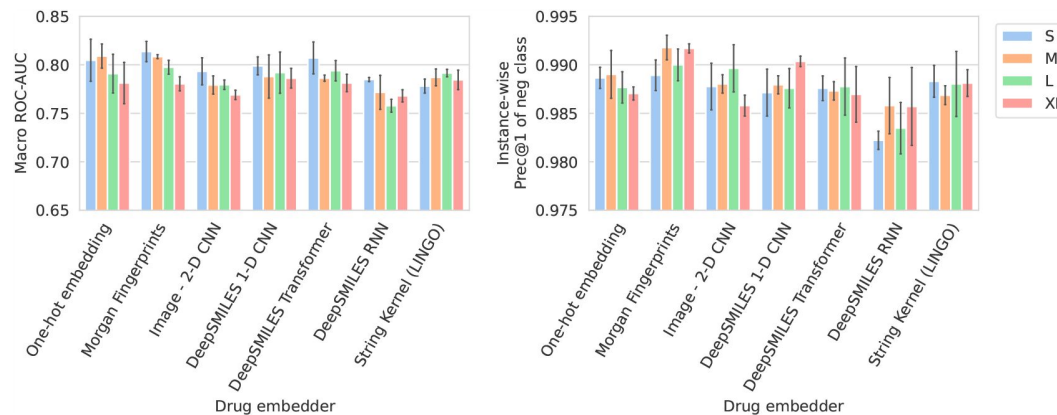 0.85
0.80
0.75
0.70
0.65
Macro ROC-AUC
One-hot embedding
Morgan Fingerprints
Image - 2-D CNN
DeepSMILES 1-D CNN
DeepSMILES Transformer
DeepSMILES RNN
String Kernel (LINGO)
Drug embedder
0.995
0.990
0.985
0.980
0.975
Instance-wise
Prec@1 of neg class
One-hot embedding
Morgan Fingerprints
Image - 2-D CNN
DeepSMILES 1-D CNN
DeepSMILES Transformer
DeepSMILES RNN
String Kernel (LINGO)
Drug embedder
S
M
L